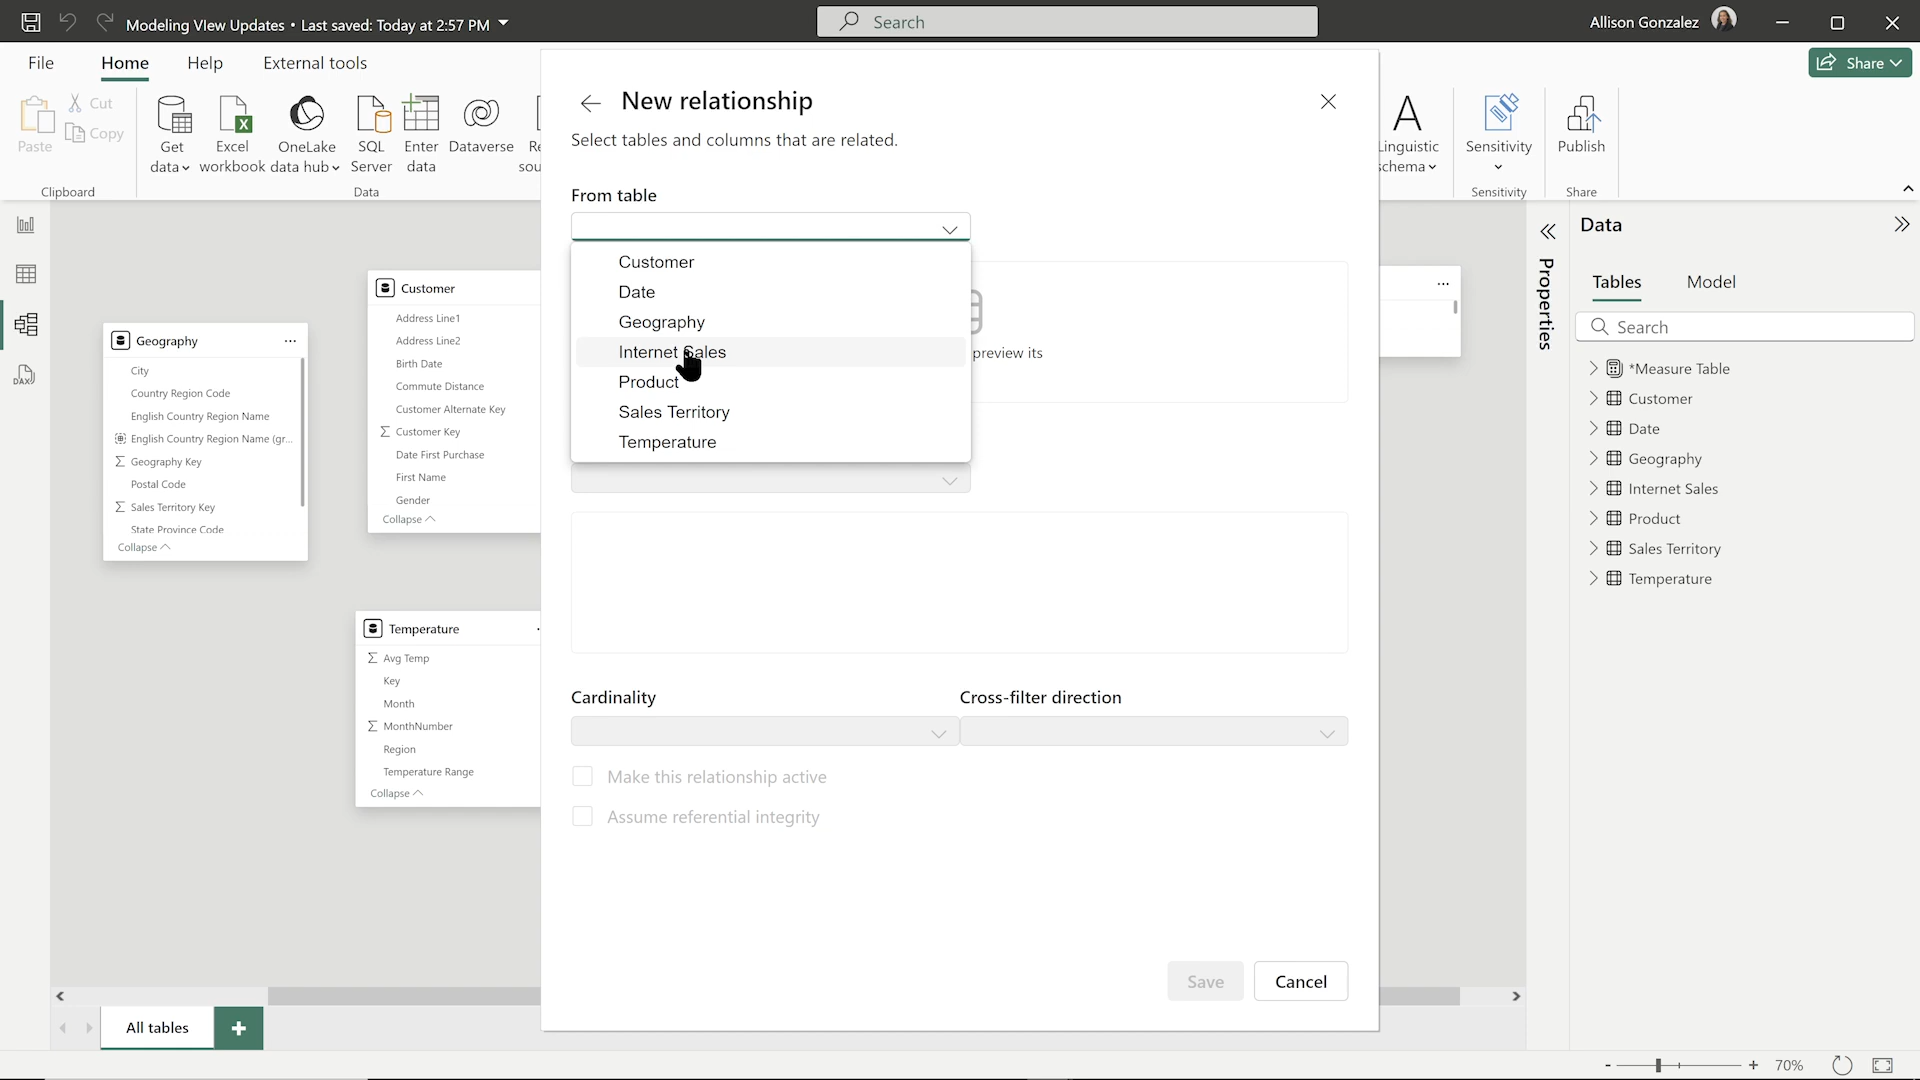 Modeling View Updates • Last saved: Today at 2:57 PM
Search
Allison Gonzalez
File
Home
Help
External tools
Share
Paste
Cut
Copy
Clipboard
Get data
Excel workbook
OneLake data hub
SQL Server
Enter data
Dataverse
Data
Sensitivity
Sensitivity
Publish
Share
New relationship
Select tables and columns that are related.
From table
Customer
Date
Geography
Internet Sales
Product
Sales Territory
Temperature
preview its
Cardinality
Cross-filter direction
Make this relationship active
Assume referential integrity
Save
Cancel
Geography
City
Country Region Code
English Country Region Name
English Country Region Name (gr...
Geography Key
Postal Code
Sales Territory Key
State Province Code
Collapse
Customer
Address Line1
Address Line2
Birth Date
Commute Distance
Customer Alternate Key
Customer Key
Date First Purchase
First Name
Gender
Collapse
Temperature
Avg Temp
Key
Month
MonthNumber
Region
Temperature Range
Collapse
DAX
Properties
Data
Tables
Model
Search
*Measure Table
Customer
Date
Geography
Internet Sales
Product
Sales Territory
Temperature
All tables
70%